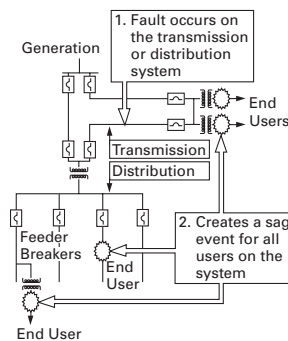 1. Fault occurs on
the transmission
or distribution
system
Generation
End
Users
Transmission
Distribution
Feeder
Breakers
End
User
2. Creates a sag
event for all
users on the
system
End User